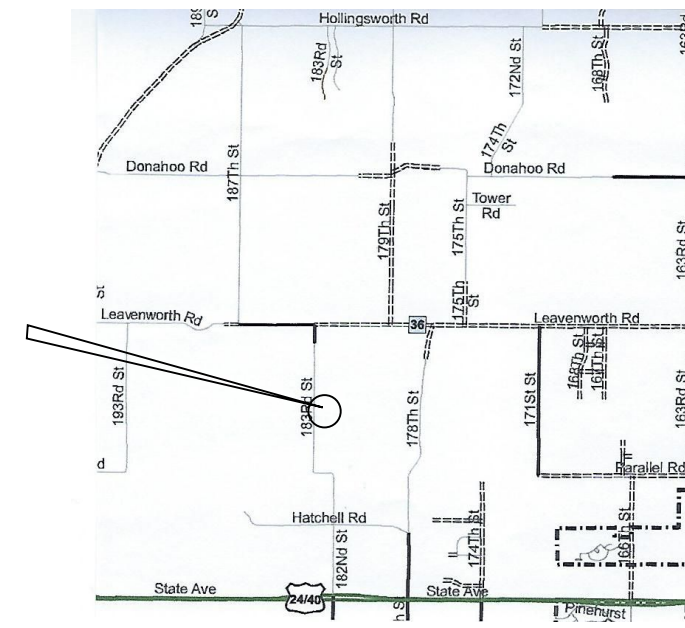 Hollingsworth Rd
St
183Rd
St
172Nd St
168Th St
163Rd
174Th
St
Donahoo Rd
Donahoo Rd
187Th St
Tower
Rd
179Th St
175Th St
163Rd St
175Th
St
St
Leavenworth Rd
36
Leavenworth Rd
193Rd St
183Rd St
178Th St
171St St
168Th St
163Rd St
d
Parallel Rd
Hatchell Rd
182Nd St
174Th St
166Th St
State Ave
24/40
State Ave
h S
Pinehurst